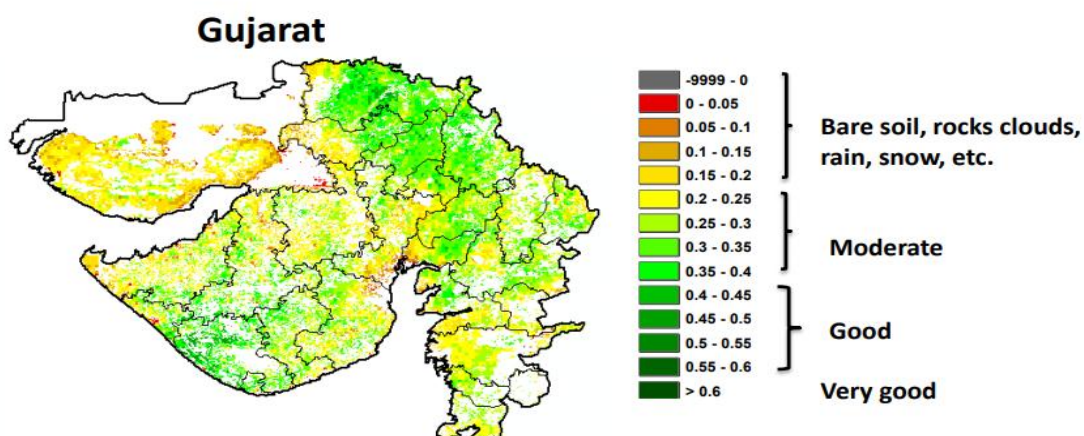 Gujarat
-9999 - 0
0 - 0.05
0.05 - 0.1
0.1 - 0.15
0.15 - 0.2
0.2 - 0.25
0.25 - 0.3
0.3 - 0.35
0.35 - 0.4
0.4 - 0.45
0.45 - 0.5
0.5 - 0.55
0.55 - 0.6
> 0.6
Bare soil, rocks clouds,
rain, snow, etc.
Moderate
Good
Very good